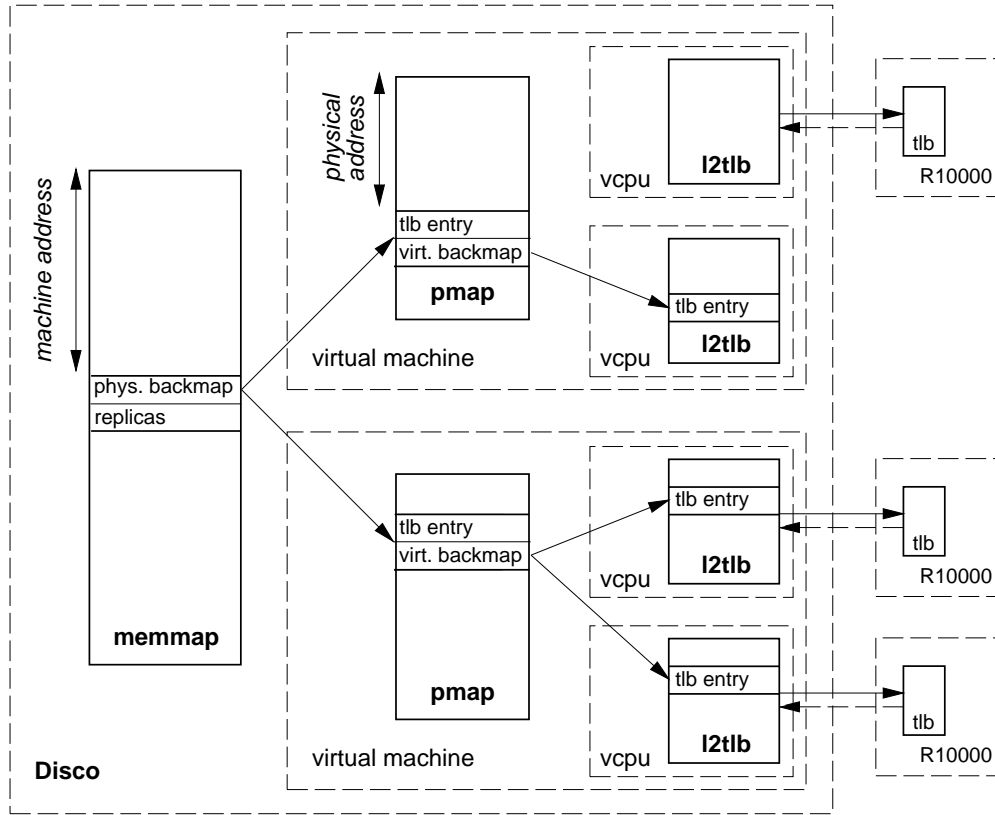 machine address
phys. backmap
replicas
memmap
Disco
physical
address
tlb entry
virt. backmap
pmap
virtual machine
l2tlb
vcpu
tlb entry
l2tlb
vcpu
tlb
R10000
tlb entry
virt. backmap
pmap
virtual machine
tlb entry
l2tlb
vcpu
tlb entry
l2tlb
vcpu
tlb
R10000
tlb
R10000